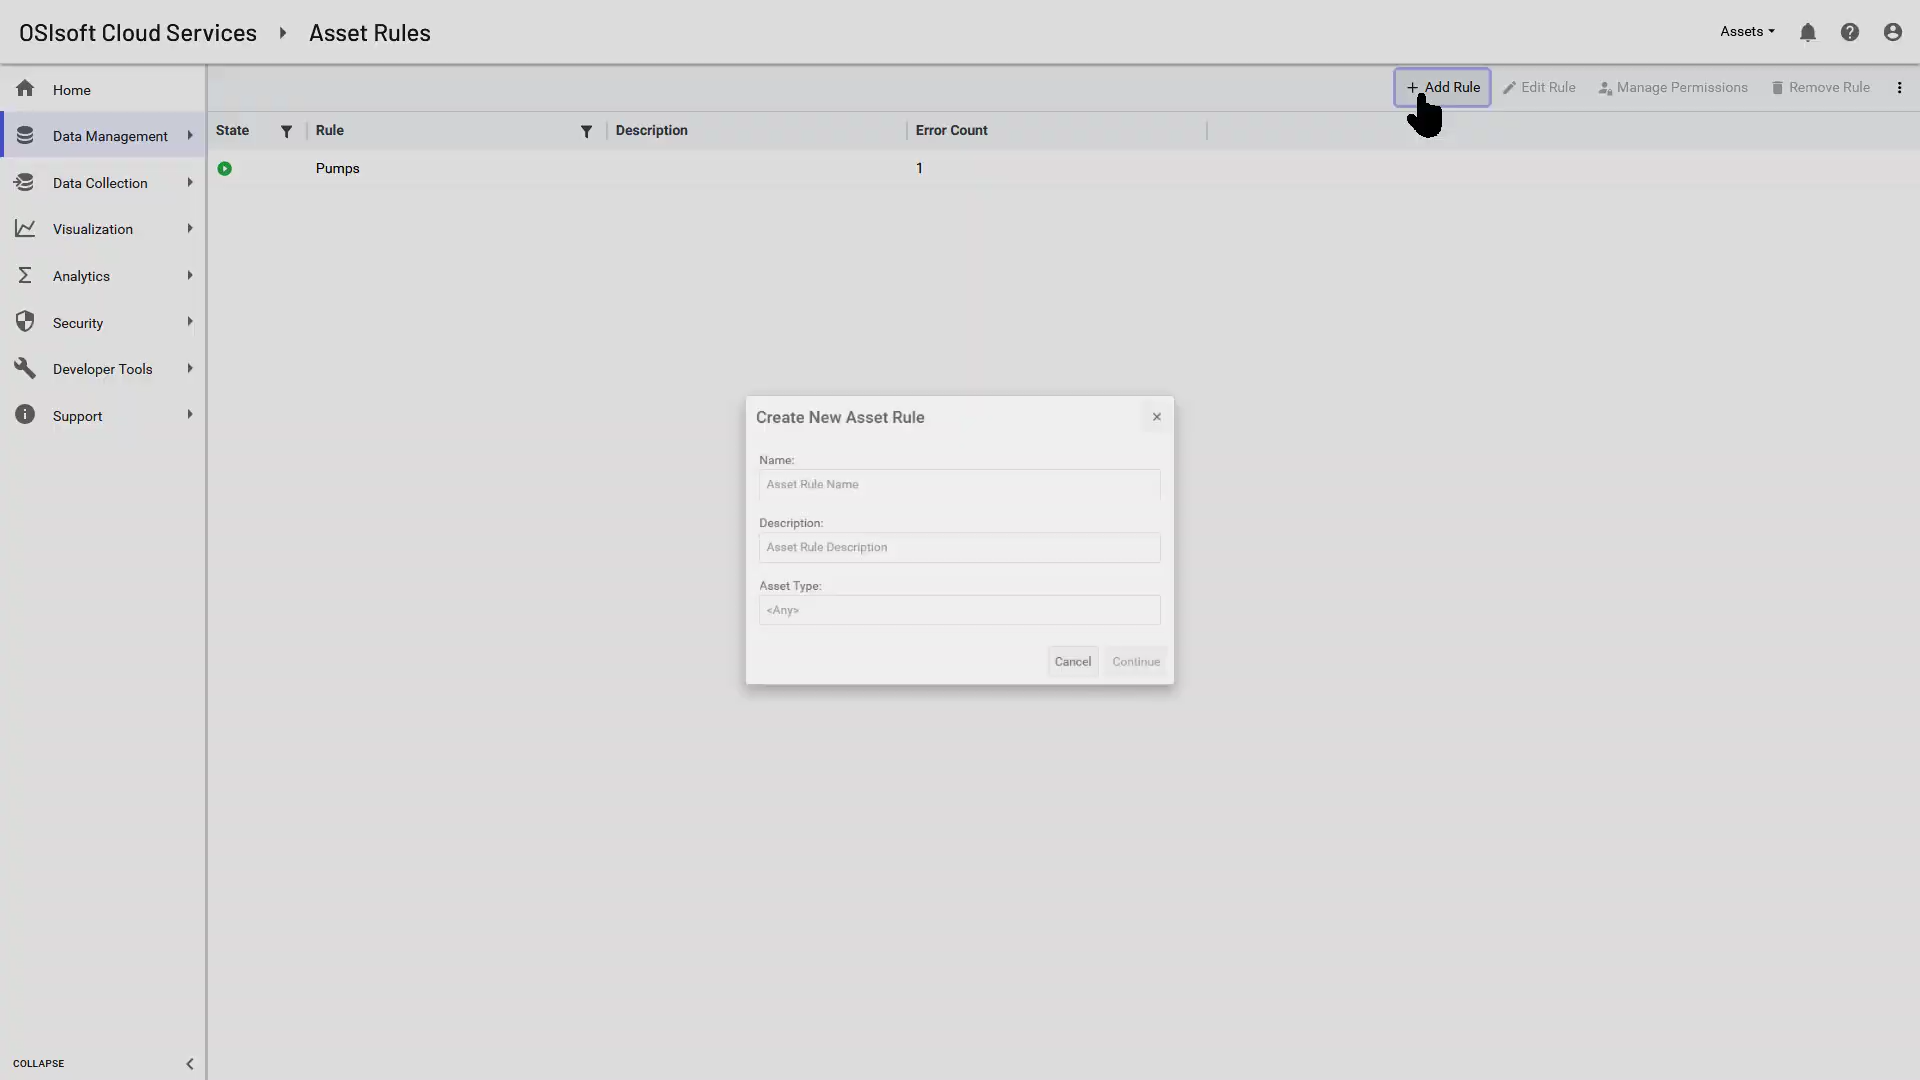 OSIsoft Cloud Services
Asset Rules
Assets
Home
Data Management
Data Collection
Visualization
Analytics
Security
Developer Tools
Support
COLLAPSE
+ Add Rule
Edit Rule
Manage Permissions
Remove Rule
State
Rule
Description
Error Count
Pumps
1
Create New Asset Rule
×
Name:
Asset Rule Name
Description:
Asset Rule Description
Asset Type:
<Any>
Cancel
Continue